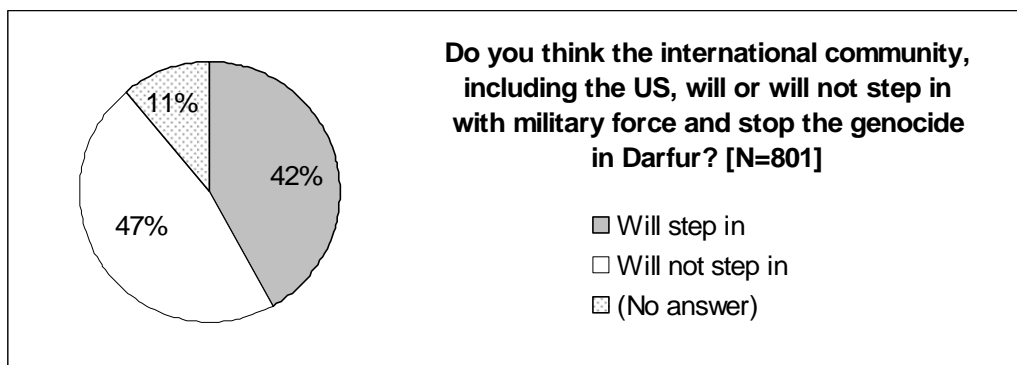 Do you think the international community,
including the US, will or will not step in
with military force and stop the genocide
in Darfur? [N=801]
11%
42%
47%
Will step in
Will not step in
(No answer)